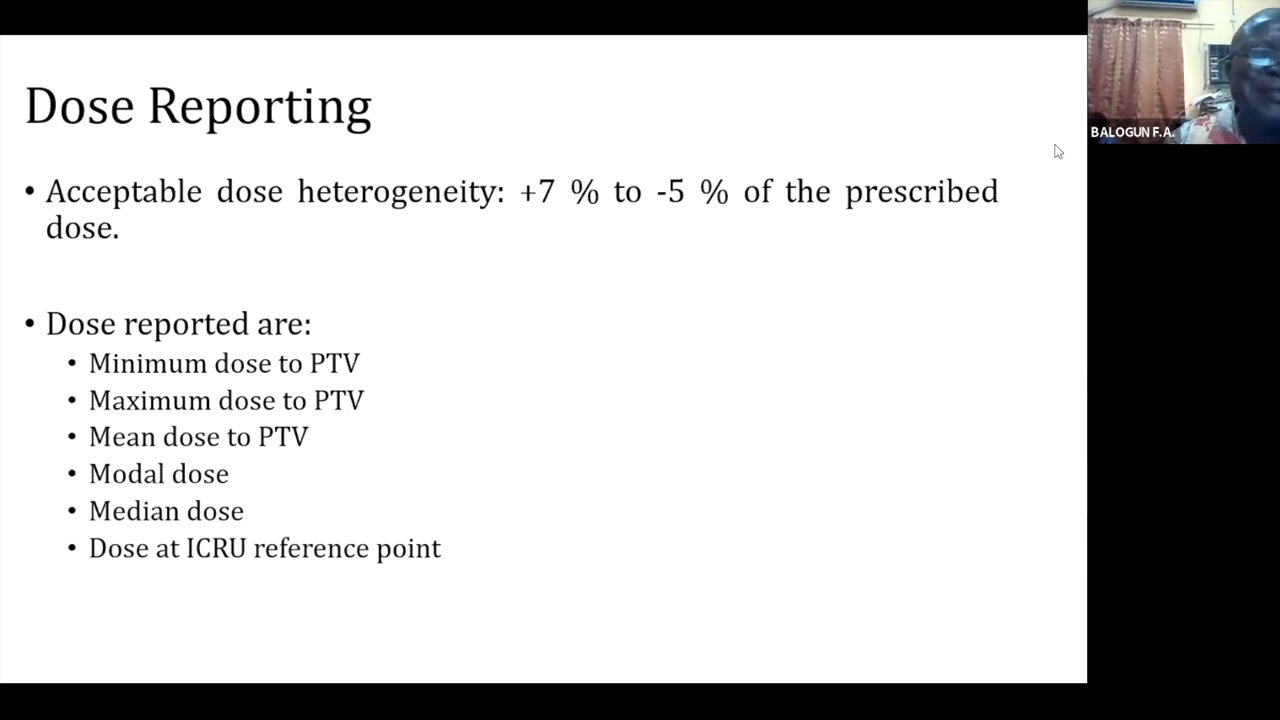 Dose Reporting
• Acceptable dose heterogeneity: +7 % to -5 % of the prescribed
dose.
• Dose reported are:
• Minimum dose to PTV
• Maximum dose to PTV
• Mean dose to PTV
• Modal dose
• Median dose
• Dose at ICRU reference point
BALOGUN F.A.